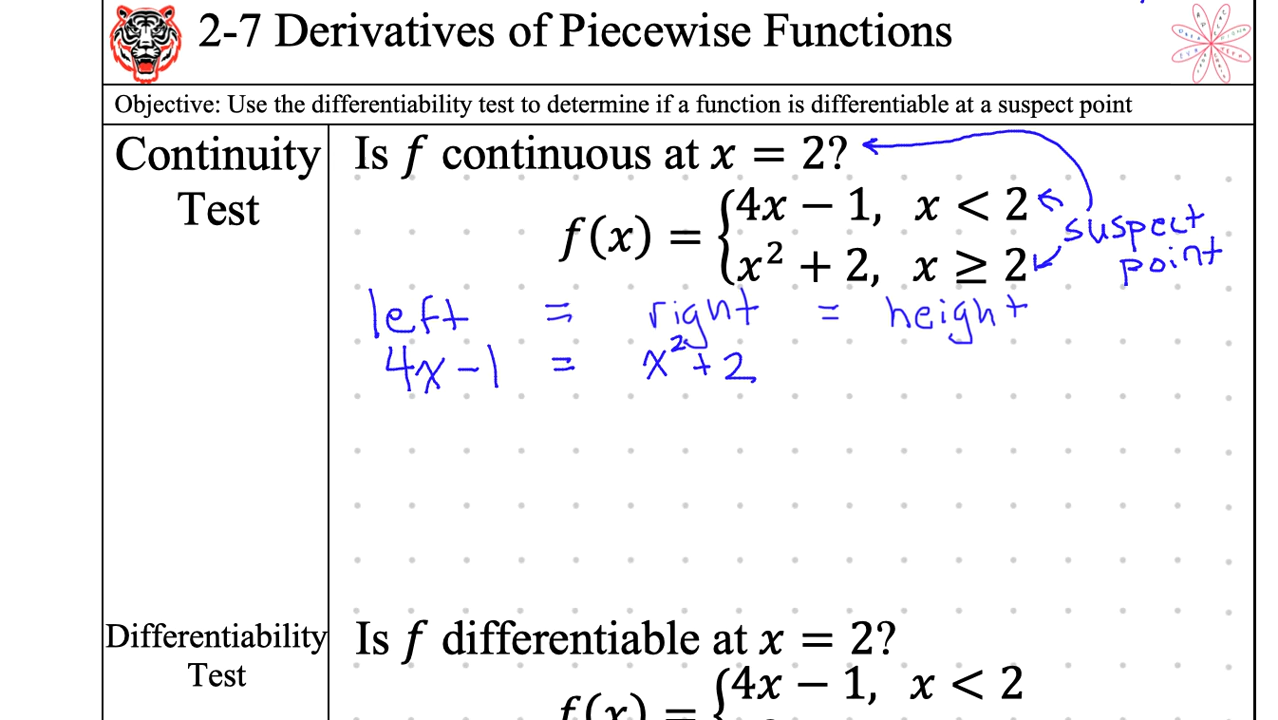 2-7 Derivatives of Piecewise Functions
Objective: Use the differentiability test to determine if a function is differentiable at a suspect point
Continuity
Test
Is f continuous at x = 2?
f(x) = {4x − 1, x < 2
x² + 2, x ≥ 2
suspect
point
left = right = height
4x − 1 = x² + 2
Differentiability
Test
Is f differentiable at x = 2?
f(x) = {4x − 1, x < 2